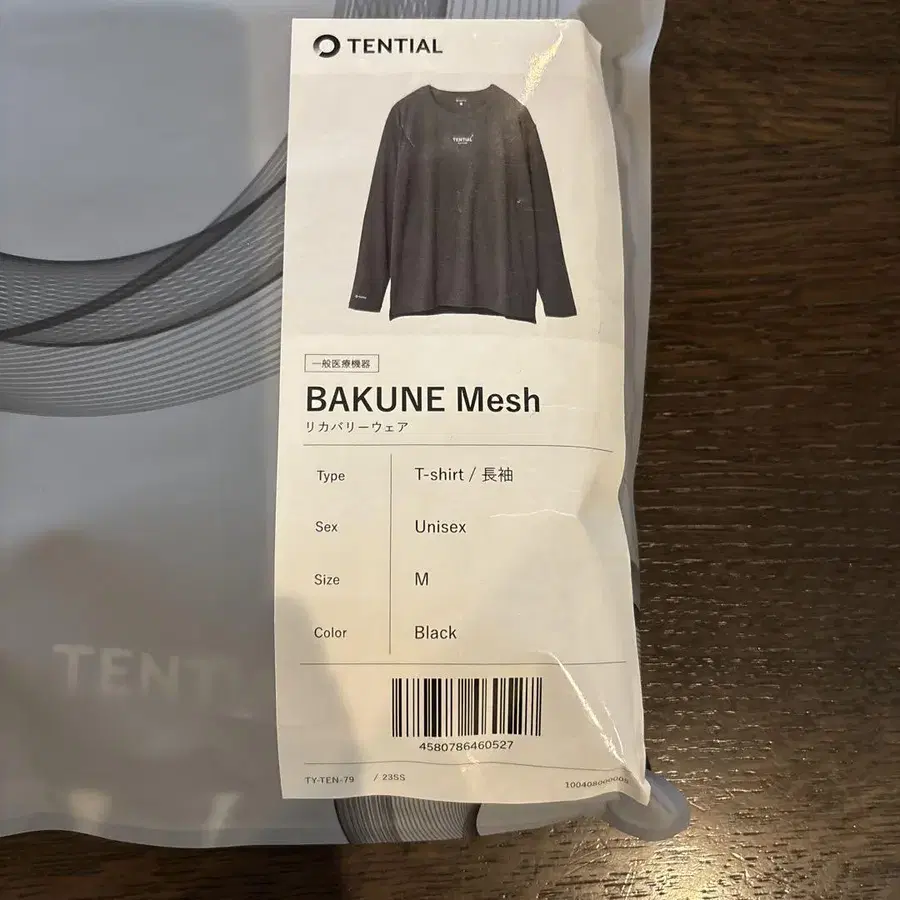 TENTIAL
TENTIAL
一般医療機器
BAKUNE Mesh
リカバリーウェア
Type T-shirt / 長袖
Sex Unisex
Size M
Color Black
4580786460527
TY-TEN-79 / 23SS
TENTI